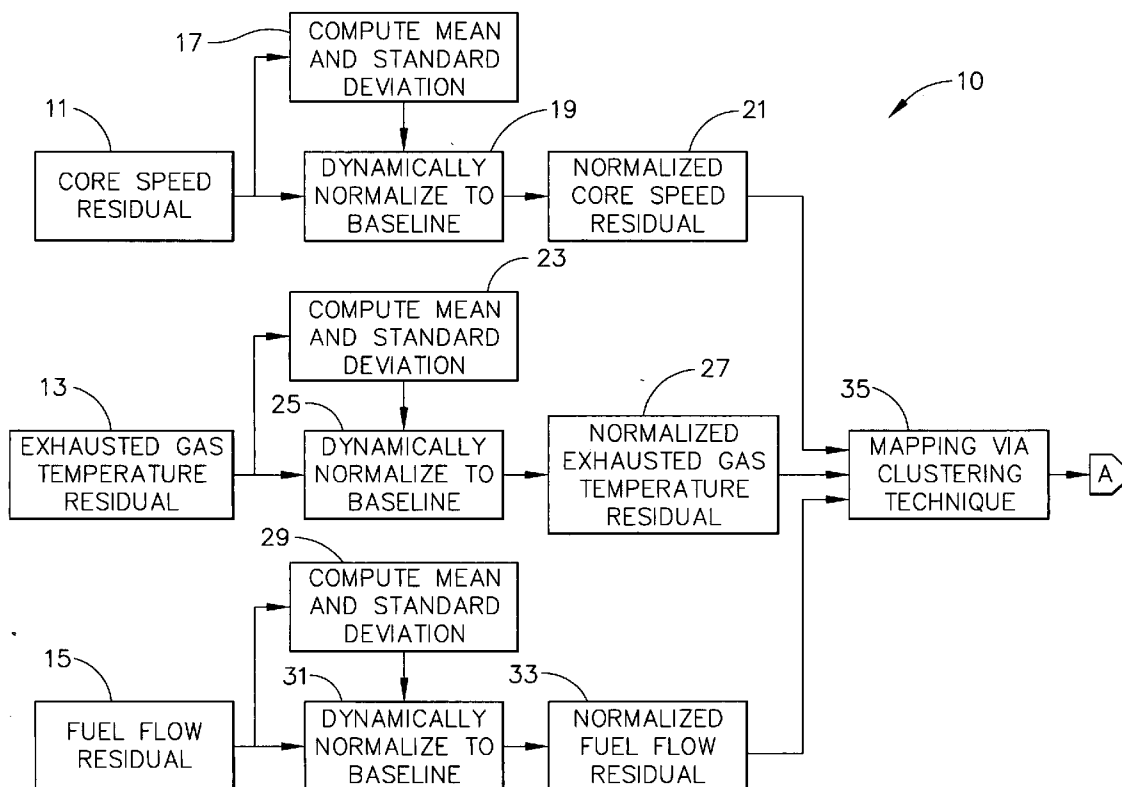 17
COMPUTE MEAN
AND STANDARD
DEVIATION
10
11
CORE SPEED
RESIDUAL
19
DYNAMICALLY
NORMALIZE TO
BASELINE
21
NORMALIZED
CORE SPEED
RESIDUAL
23
COMPUTE MEAN
AND STANDARD
DEVIATION
13
EXHAUSTED GAS
TEMPERATURE
RESIDUAL
25
DYNAMICALLY
NORMALIZE TO
BASELINE
27
NORMALIZED
EXHAUSTED GAS
TEMPERATURE
RESIDUAL
35
MAPPING VIA
CLUSTERING
TECHNIQUE
A
29
COMPUTE MEAN
AND STANDARD
DEVIATION
15
FUEL FLOW
RESIDUAL
31
DYNAMICALLY
NORMALIZE TO
BASELINE
33
NORMALIZED
FUEL FLOW
RESIDUAL